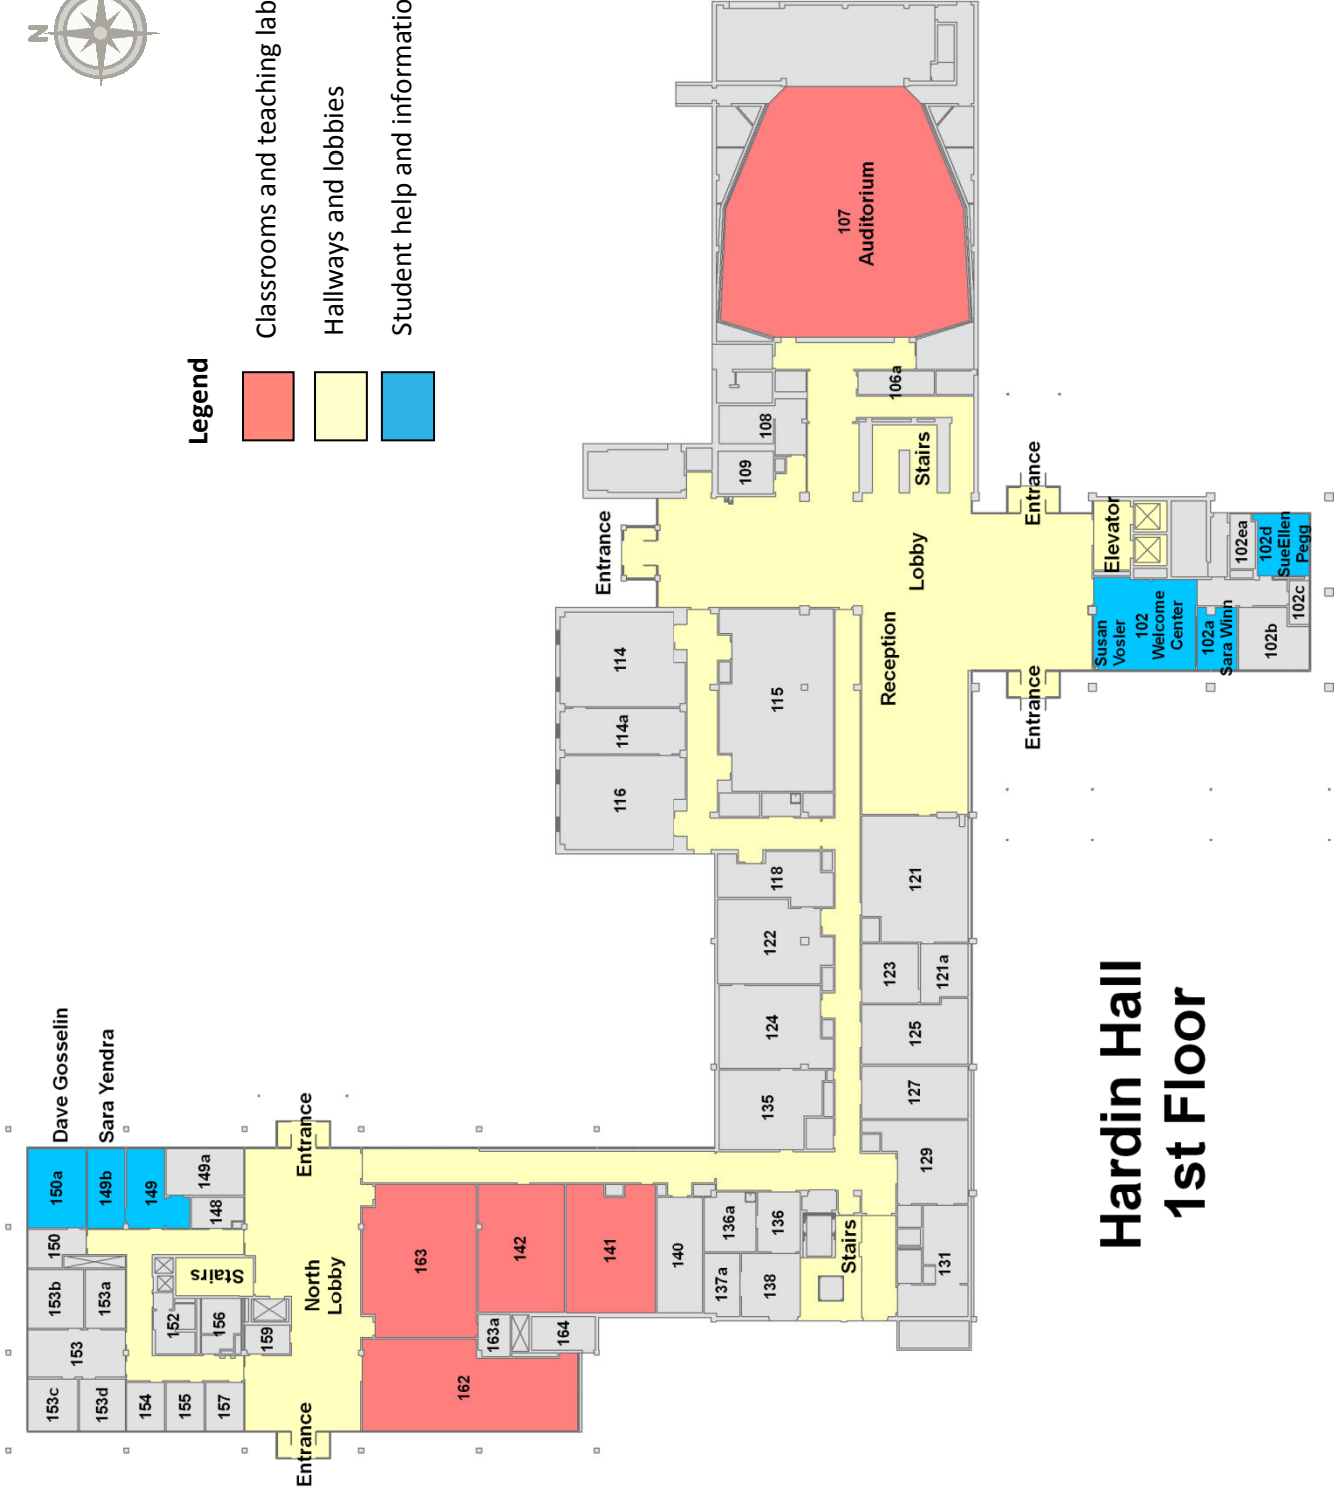 N
Legend
Classrooms and teaching lab
Hallways and lobbies
Student help and informatio
Hardin Hall
1st Floor
Dave Gosselin
Sara Yendra
150a
149b
149
149a
148
150
153b
153a
153
153c
153d
154
155
157
152
156
159
Stairs
North
Lobby
Entrance
Entrance
163
142
141
140
162
163a
164
136a
136
137a
138
Stairs
131
129
127
125
123
121a
121
135
124
122
118
116
114a
114
115
Entrance
Reception
Lobby
109
108
106a
Stairs
107
Auditorium
Entrance
Entrance
Elevator
Susan
Vosler
102
Welcome
Center
102a
Sara Winn
102b
102c
102ea
102d
SueEllen
Pegg